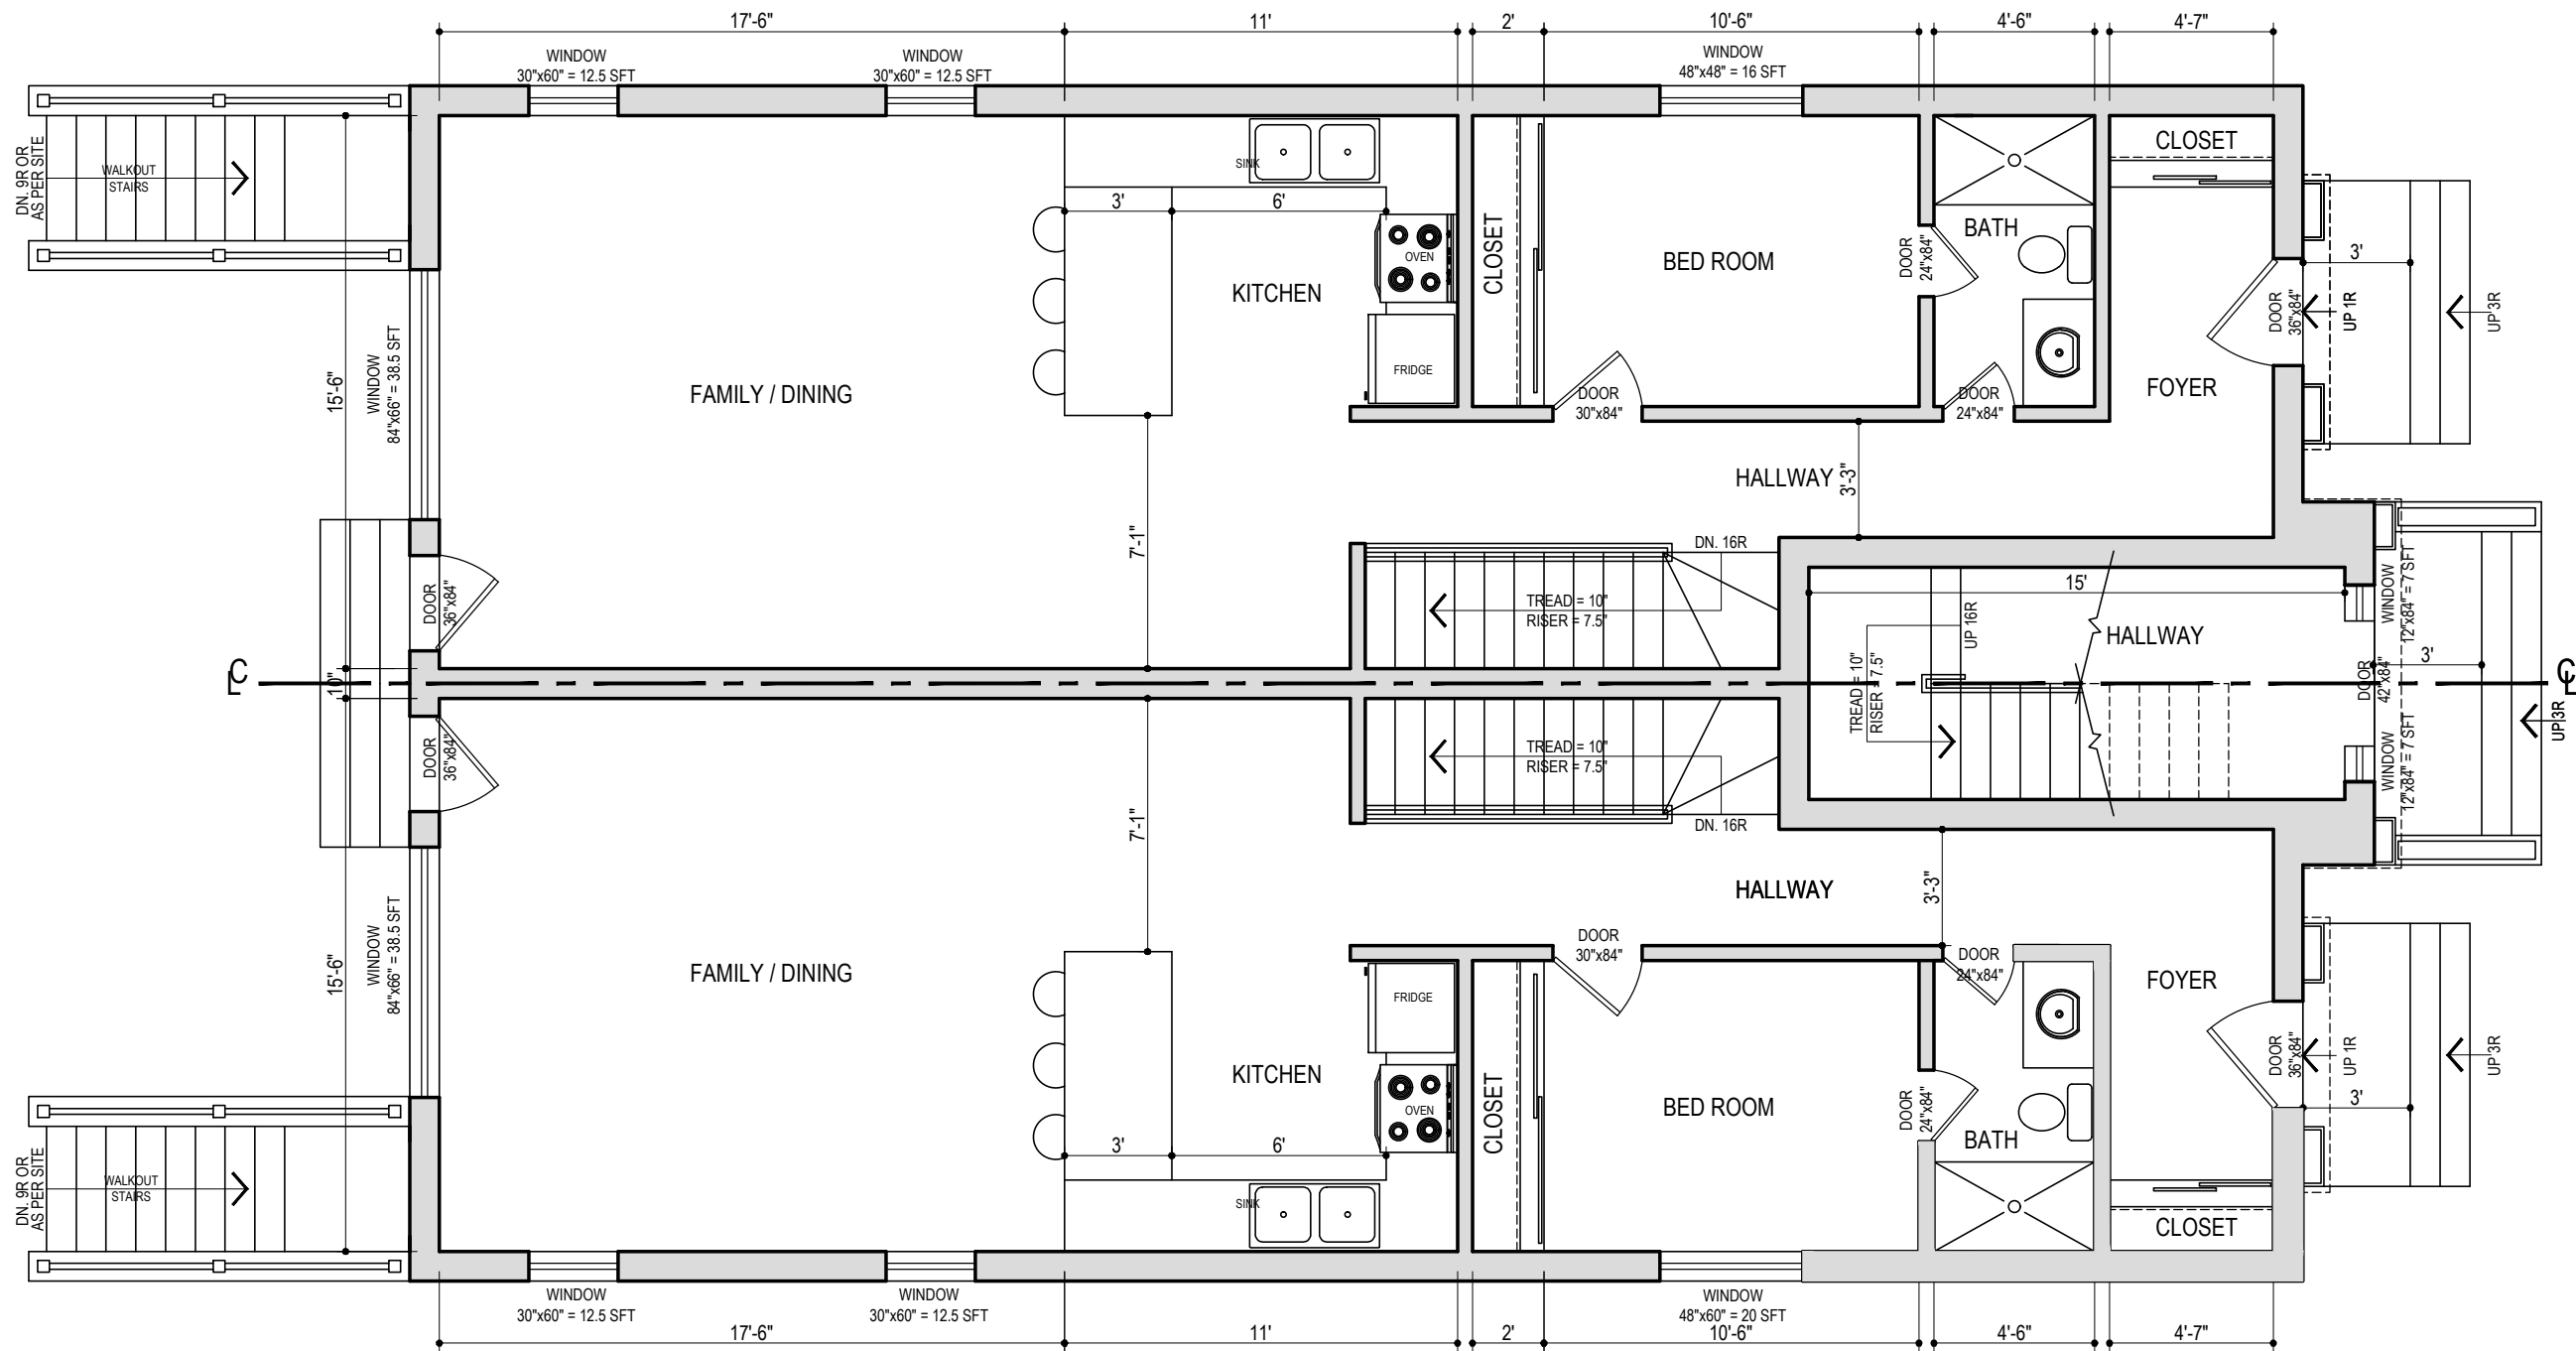 17'-6"
11'
2'
10'-6"
4'-6"
4'-7"
WINDOW
30"x60" = 12.5 SFT
WINDOW
30"x60" = 12.5 SFT
WINDOW
48"x48" = 16 SFT
DN. 9R OR
AS PER SITE
WALKOUT
STAIRS
SINK
3'
6'
OVEN
KITCHEN
FRIDGE
CLOSET
BED ROOM
DOOR
24"x84"
BATH
CLOSET
DOOR
36"x84"
UP 1R
3'
UP 3R
FOYER
15'-6"
WINDOW
84"x66" = 38.5 SFT
FAMILY / DINING
DOOR
30"x84"
DOOR
24"x84"
HALLWAY
3'-3"
7'-1"
DN. 16R
TREAD = 10"
RISER = 7.5"
DOOR
36"x84"
15'
UP 16R
HALLWAY
TREAD = 10"
RISER = 7.5"
WINDOW
12"x84" = 7 SFT
DOOR
42"x84"
3'
WINDOW
12"x84" = 7 SFT
UP 3R
CL
10"
CL
DOOR
36"x84"
TREAD = 10"
RISER = 7.5"
DN. 16R
7'-1"
HALLWAY
3'-3"
WINDOW
84"x66" = 38.5 SFT
15'-6"
FAMILY / DINING
DOOR
30"x84"
DOOR
24"x84"
FOYER
FRIDGE
KITCHEN
OVEN
3'
6'
CLOSET
BED ROOM
DOOR
24"x84"
BATH
DOOR
36"x84"
UP 1R
3'
UP 3R
DN. 9R OR
AS PER SITE
WALKOUT
STAIRS
SINK
CLOSET
WINDOW
30"x60" = 12.5 SFT
WINDOW
30"x60" = 12.5 SFT
WINDOW
48"x60" = 20 SFT
17'-6"
11'
2'
10'-6"
4'-6"
4'-7"